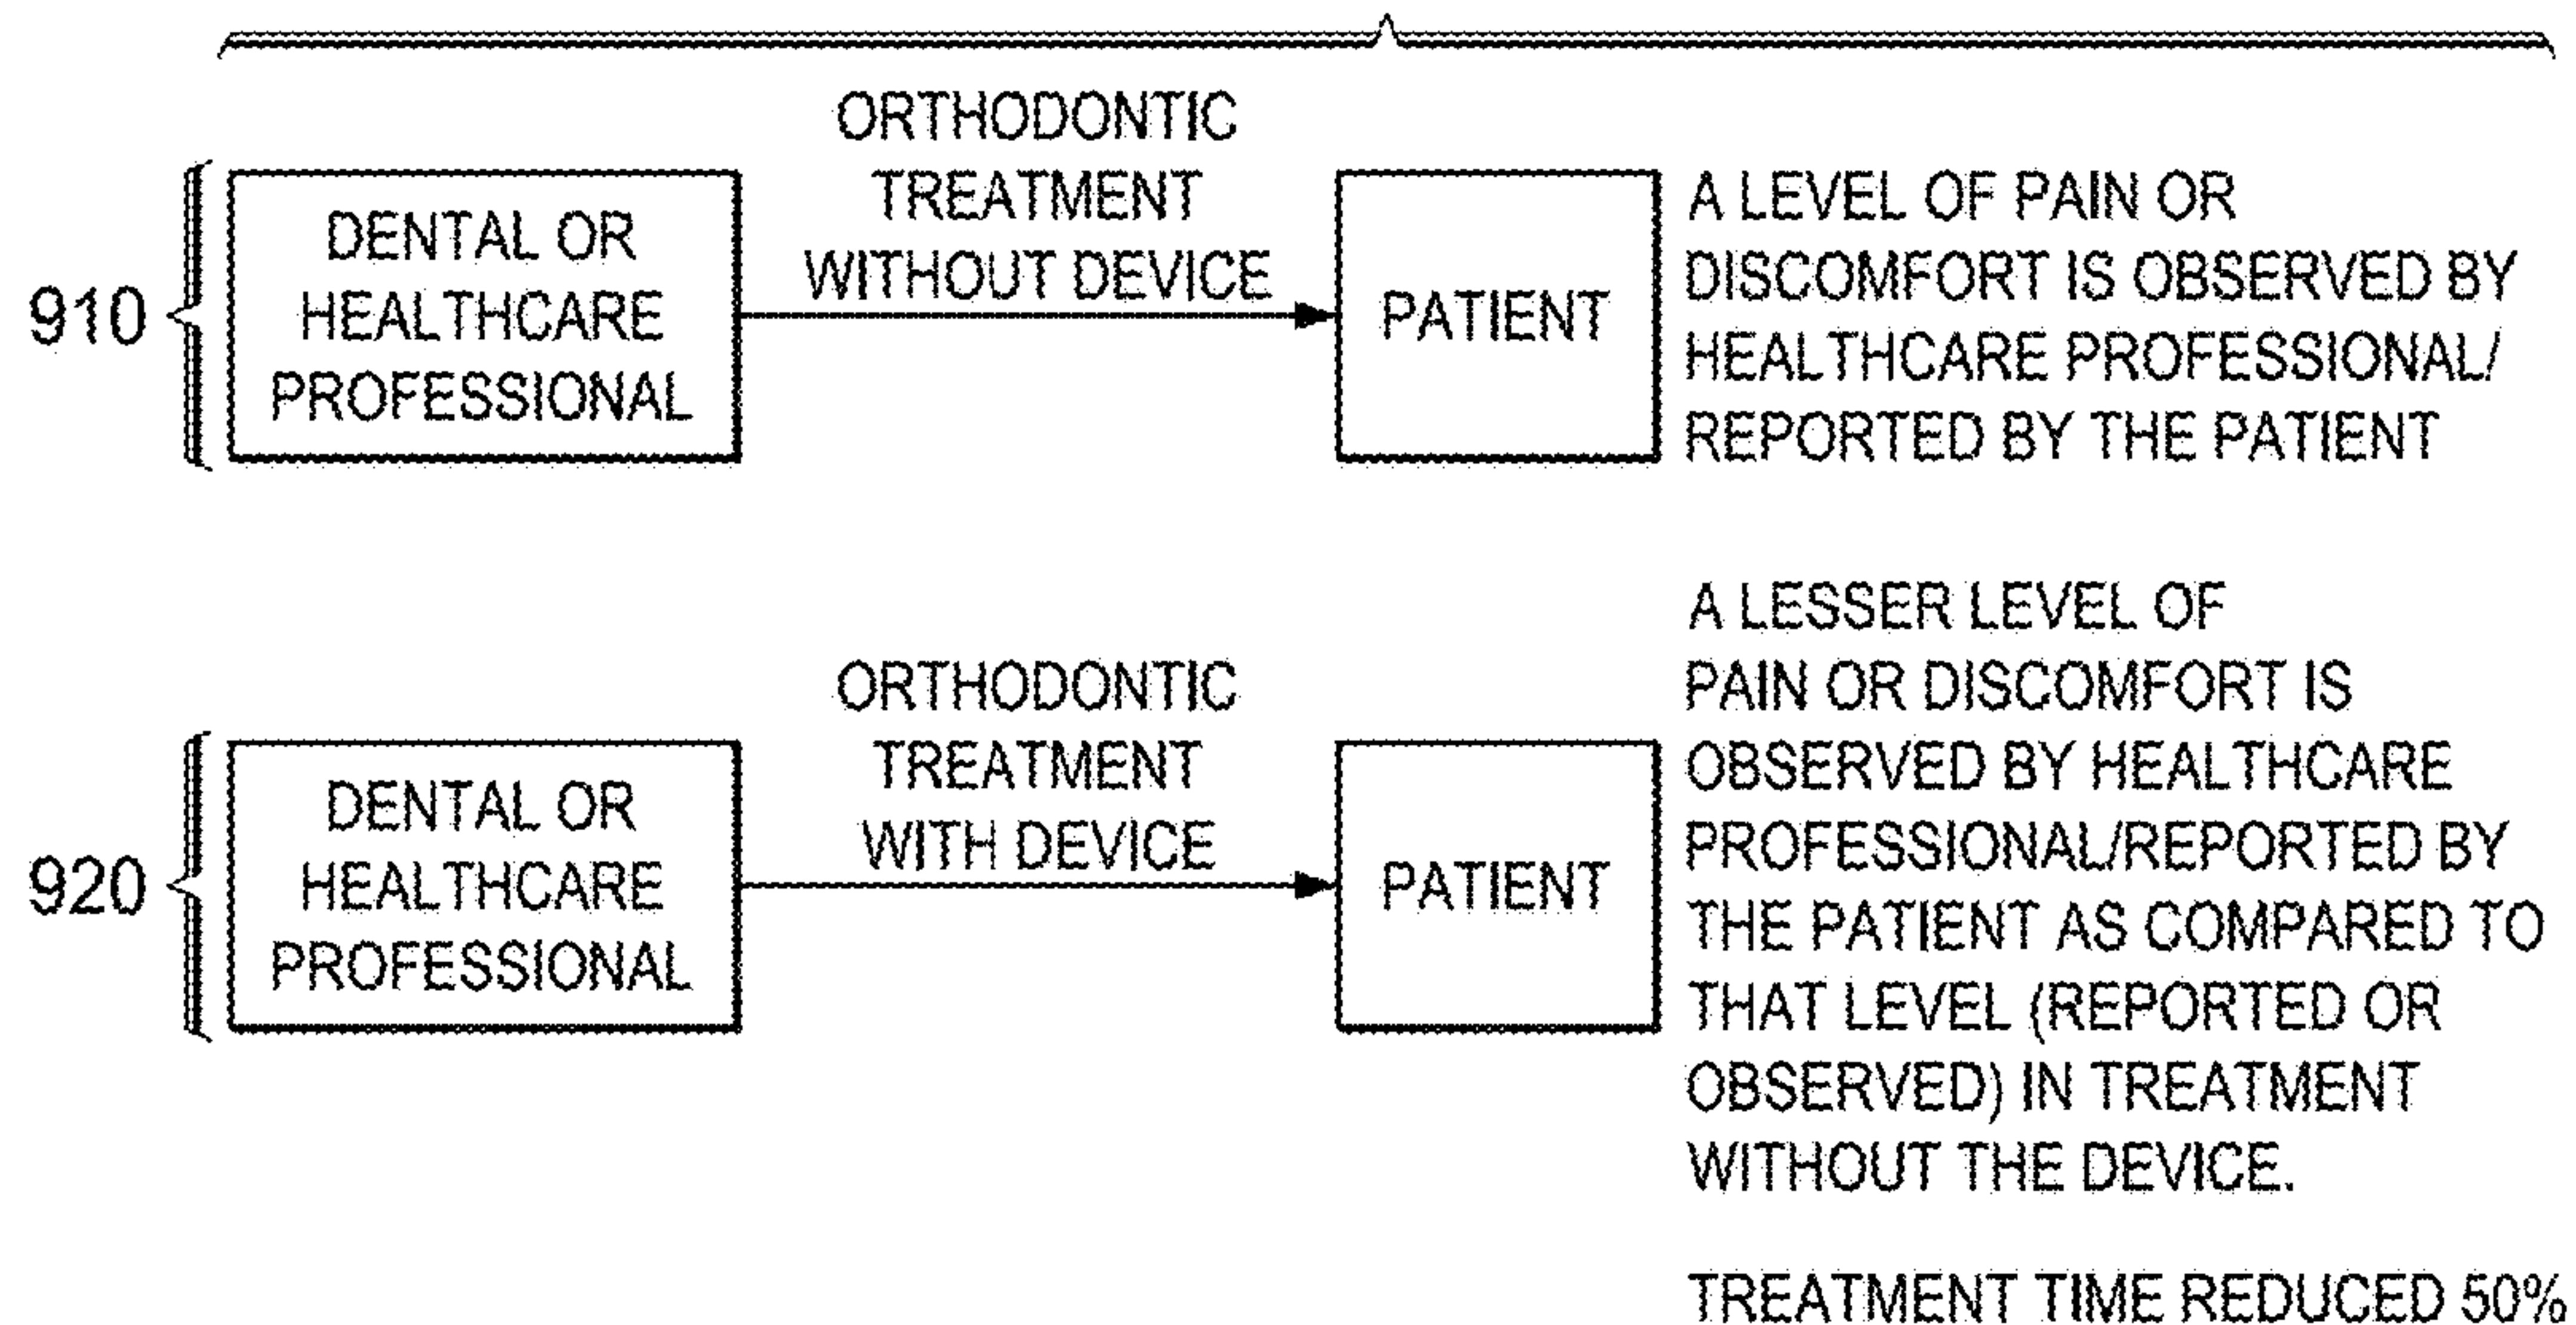 ORTHODONTIC
TREATMENT
WITHOUT DEVICE
910
DENTAL OR
HEALTHCARE
PROFESSIONAL
PATIENT
A LEVEL OF PAIN OR
DISCOMFORT IS OBSERVED BY
HEALTHCARE PROFESSIONAL/
REPORTED BY THE PATIENT
ORTHODONTIC
TREATMENT
WITH DEVICE
920
DENTAL OR
HEALTHCARE
PROFESSIONAL
PATIENT
A LESSER LEVEL OF
PAIN OR DISCOMFORT IS
OBSERVED BY HEALTHCARE
PROFESSIONAL/REPORTED BY
THE PATIENT AS COMPARED TO
THAT LEVEL (REPORTED OR
OBSERVED) IN TREATMENT
WITHOUT THE DEVICE.
TREATMENT TIME REDUCED 50%